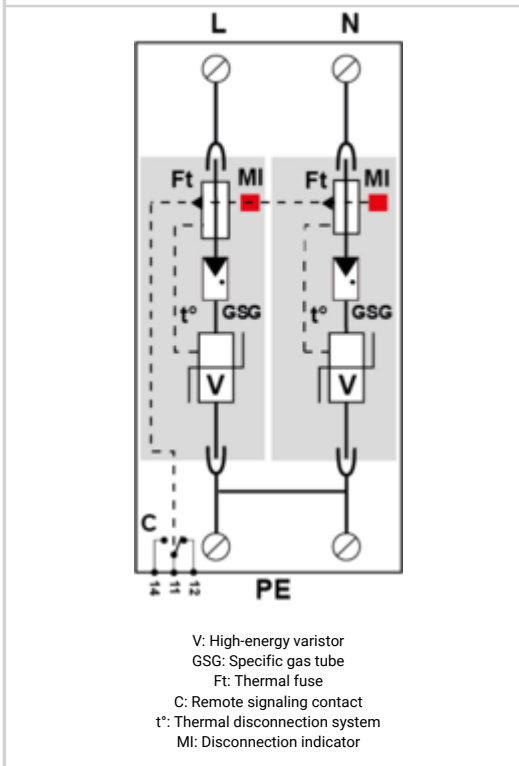 L N
Ft MI Ft MI
t° GSG t° GSG
V V
C
14 11 12
PE
V: High-energy varistor
GSG: Specific gas tube
Ft: Thermal fuse
C: Remote signaling contact
t°: Thermal disconnection system
MI: Disconnection indicator